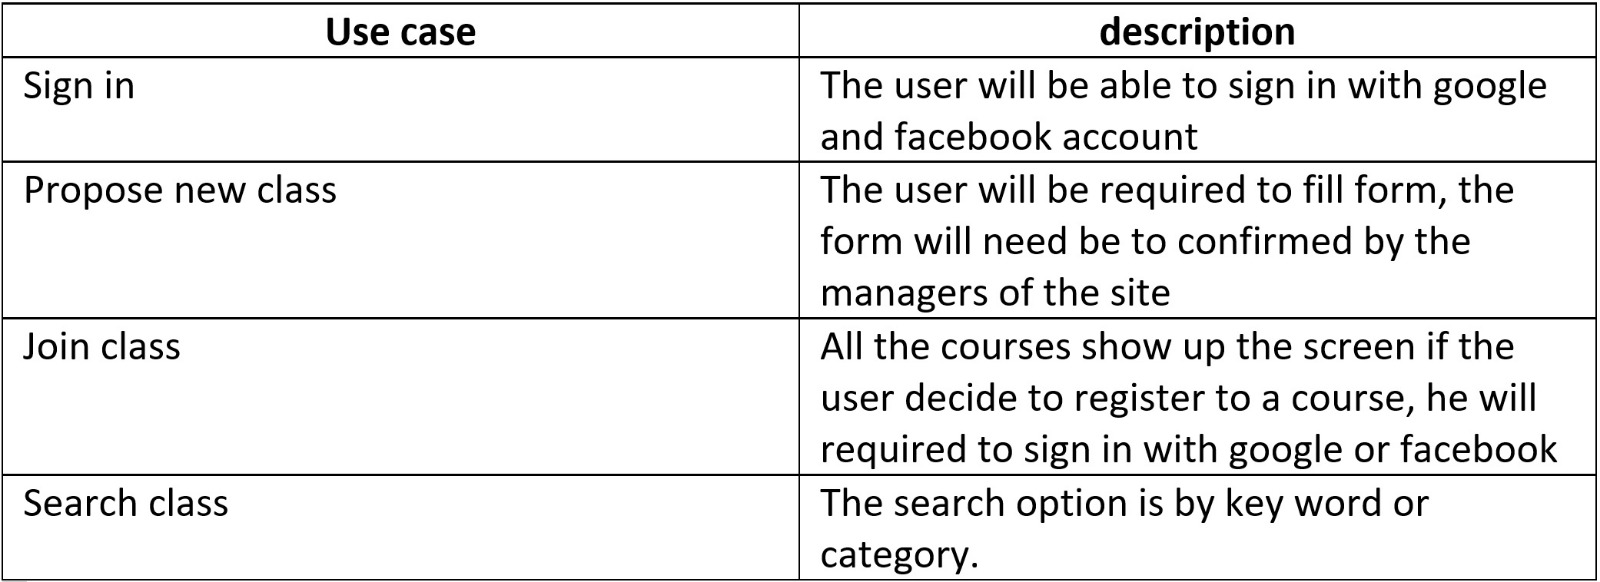 Use case description
Sign in The user will be able to sign in with google
and facebook account
Propose new class The user will be required to fill form, the
form will need be to confirmed by the
managers of the site
Join class All the courses show up the screen if the
user decide to register to a course, he will
required to sign in with google or facebook
Search class The search option is by key word or
category.